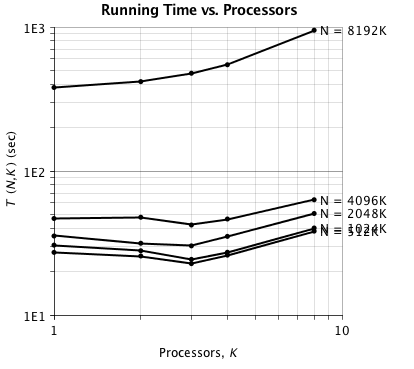 Running Time vs. Processors
1E3
N = 8192K
T (N,K) (sec)
1E2
N = 4096K
N = 2048K
N = 1024K
N = 512K
1E1
1
10
Processors, K